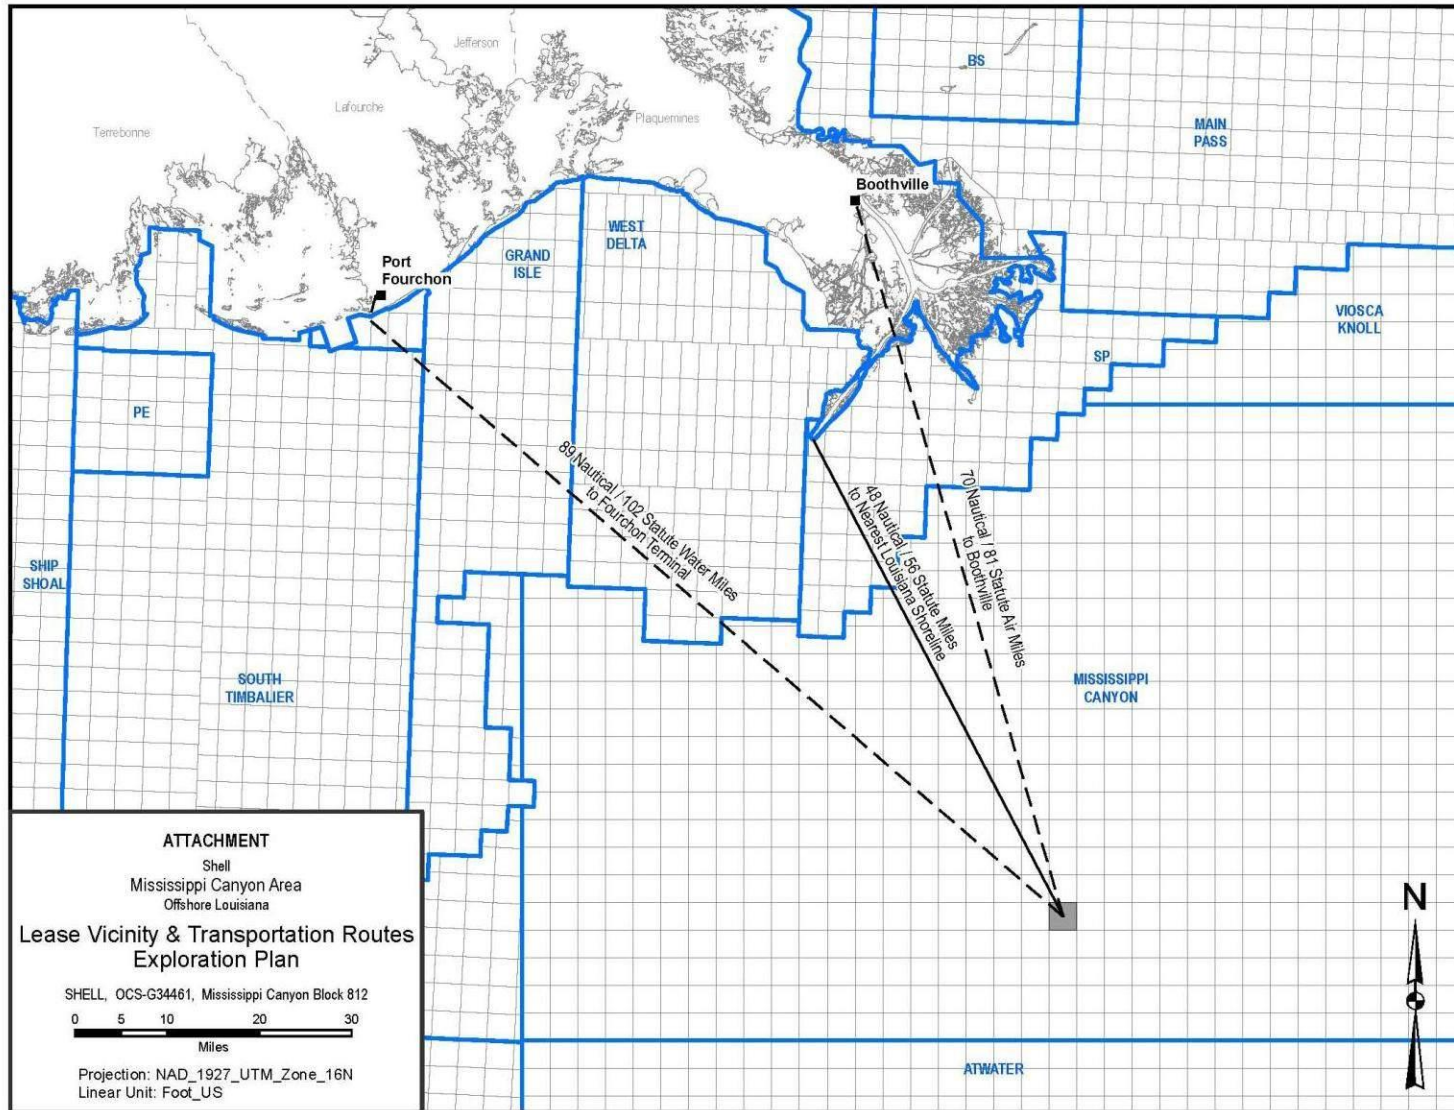 Jefferson
BS
Lafourche
Plaquemines
Terrebonne
MAIN
PASS
Boothville
WEST
DELTA
GRAND
ISLE
Port
Fourchon
VIOSCA
KNOLL
SP
PE
89 Nautical / 102 Statute Water Miles
to Fourchon Terminal
48 Nautical / 56 Statute Miles
to Nearest Louisiana Shoreline
70 Nautical / 81 Statute Air Miles
to Boothville
SHIP
SHOAL
SOUTH
TIMBALIER
MISSISSIPPI
CANYON
ATTACHMENT
Shell
Mississippi Canyon Area
Offshore Louisiana
Lease Vicinity & Transportation Routes
Exploration Plan
SHELL, OCS-G34461, Mississippi Canyon Block 812
0 5 10 20 30
Miles
Projection: NAD_1927_UTM_Zone_16N
Linear Unit: Foot_US
N
ATWATER